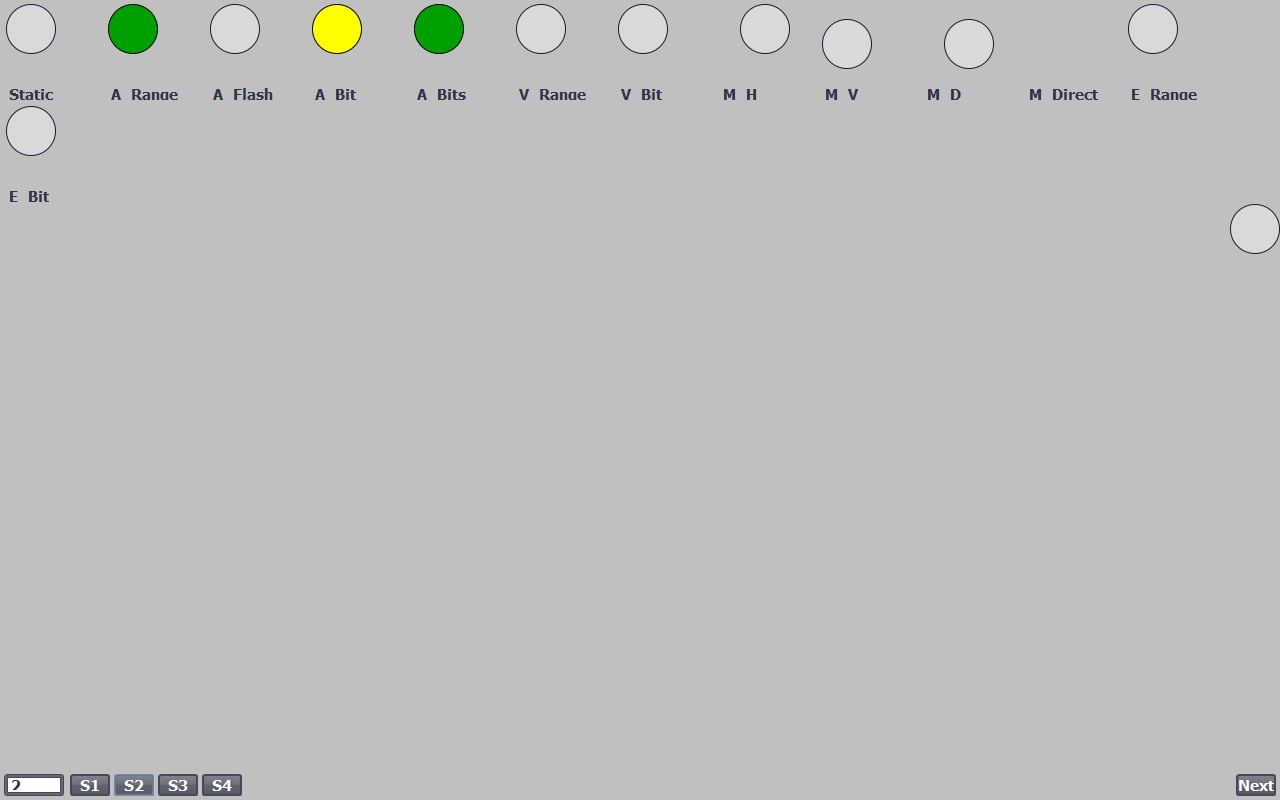 Static A Range A Flash A Bit A Bits V Range V Bit M H M V M D M Direct E Range
E Bit
2 S1 S2 S3 S4 Next